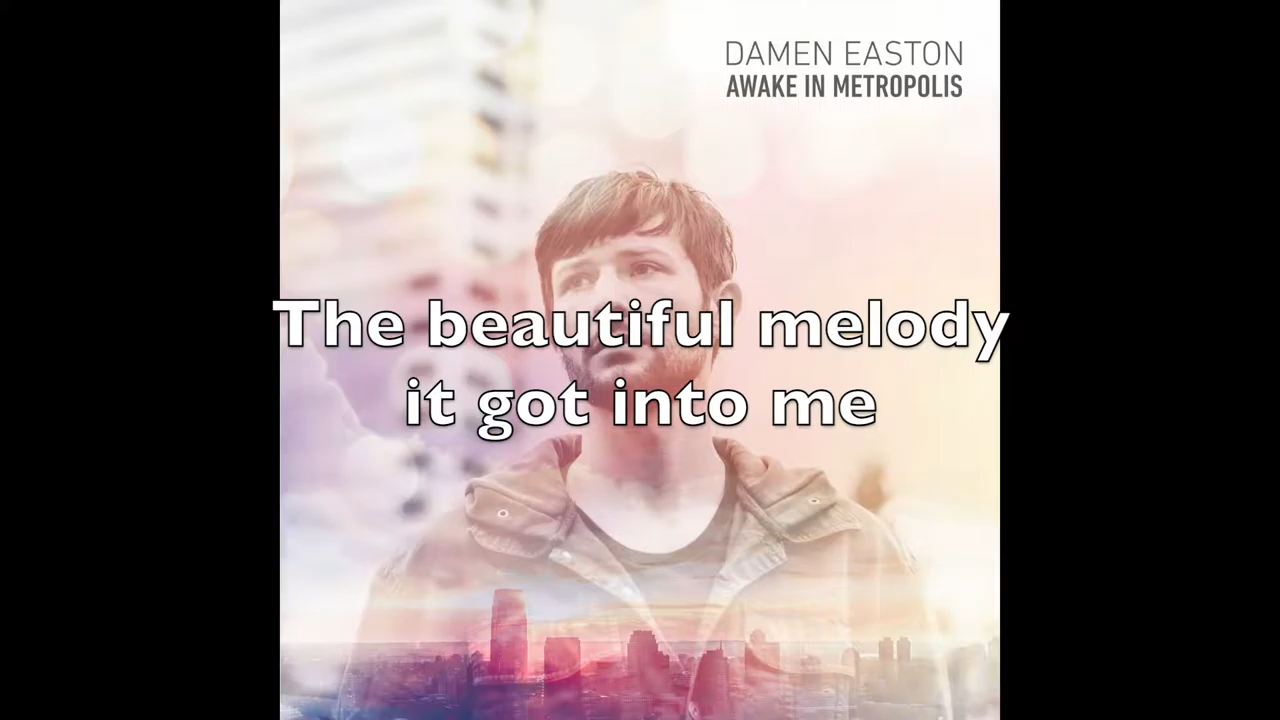 DAMEN EASTON
AWAKE IN METROPOLIS
The beautiful melody
it got into me